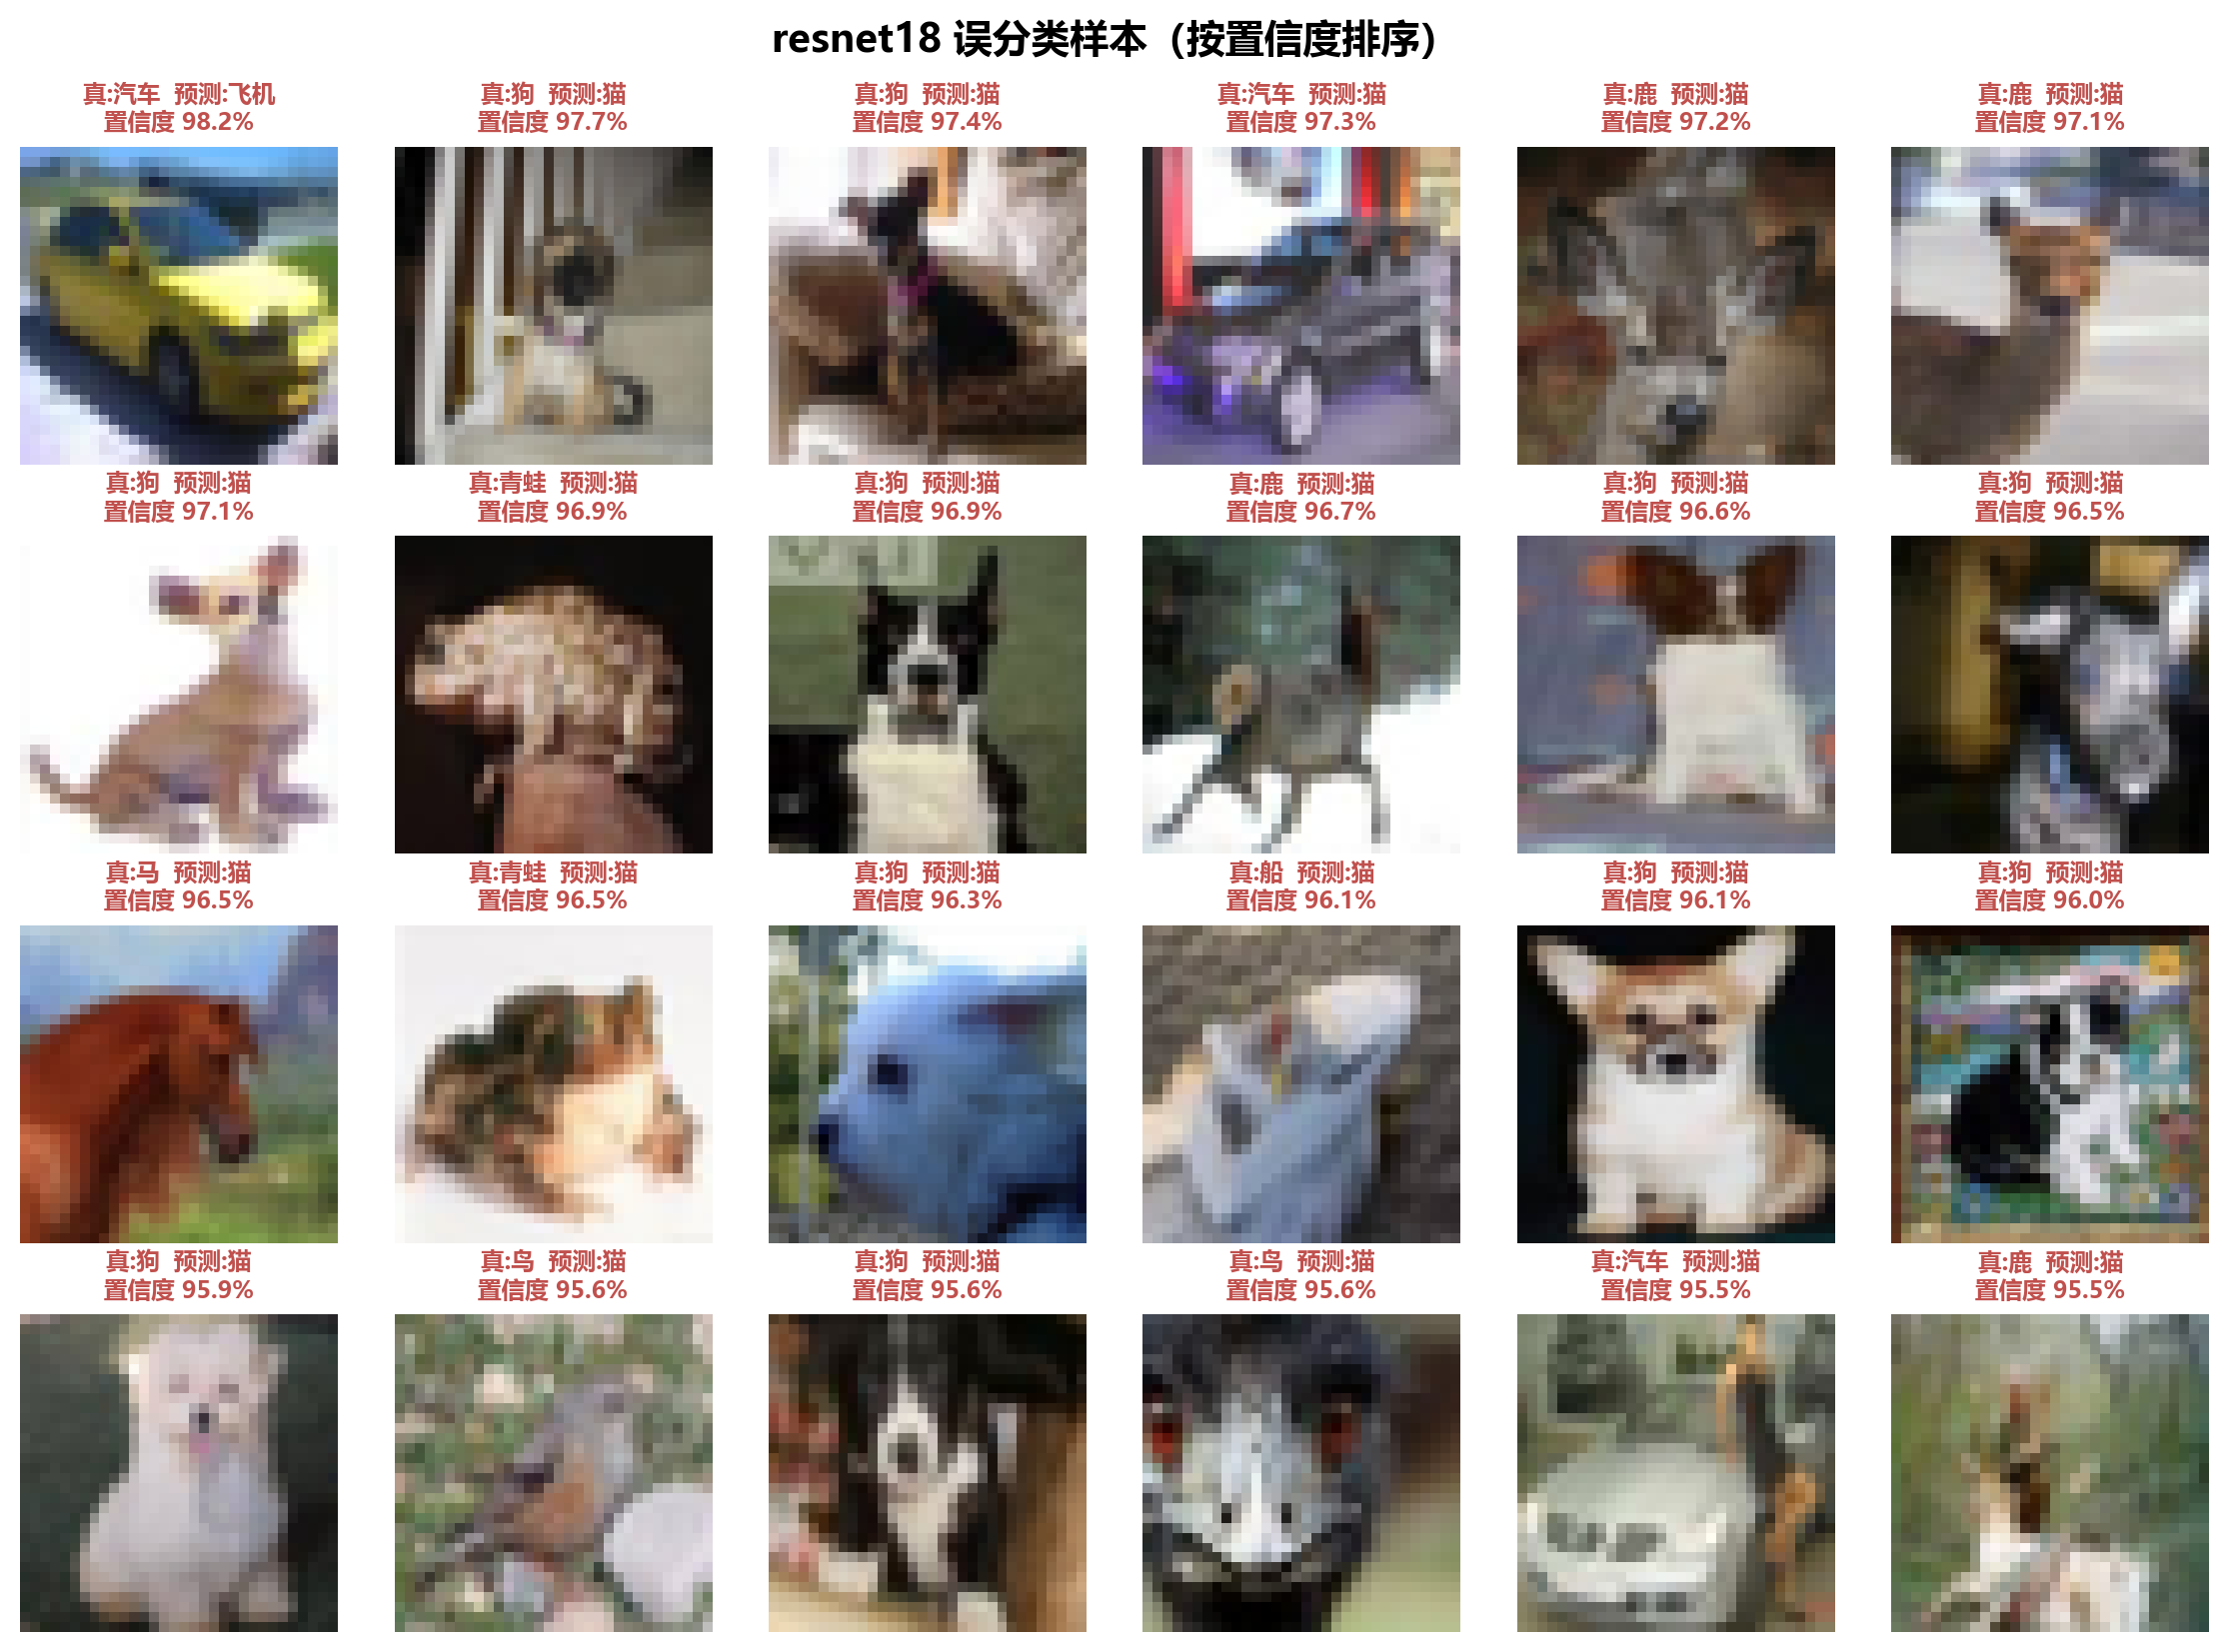 resnet18 误分类样本（按置信度排序）
真:汽车 预测:飞机
置信度 98.2%
真:狗 预测:猫
置信度 97.7%
真:狗 预测:猫
置信度 97.4%
真:汽车 预测:猫
置信度 97.3%
真:鹿 预测:猫
置信度 97.2%
真:鹿 预测:猫
置信度 97.1%
真:狗 预测:猫
置信度 97.1%
真:青蛙 预测:猫
置信度 96.9%
真:狗 预测:猫
置信度 96.9%
真:鹿 预测:猫
置信度 96.7%
真:狗 预测:猫
置信度 96.6%
真:狗 预测:猫
置信度 96.5%
真:马 预测:猫
置信度 96.5%
真:青蛙 预测:猫
置信度 96.5%
真:狗 预测:猫
置信度 96.3%
真:船 预测:猫
置信度 96.1%
真:狗 预测:猫
置信度 96.1%
真:狗 预测:猫
置信度 96.0%
真:狗 预测:猫
置信度 95.9%
真:鸟 预测:猫
置信度 95.6%
真:狗 预测:猫
置信度 95.6%
真:鸟 预测:猫
置信度 95.6%
真:汽车 预测:猫
置信度 95.5%
真:鹿 预测:猫
置信度 95.5%